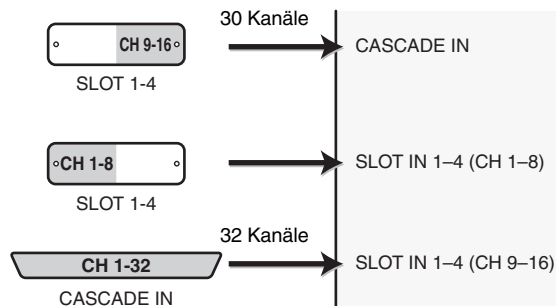 30 Kanäle
CH 9-16
CASCADE IN
SLOT 1-4
CH 1-8
SLOT IN 1–4 (CH 1–8)
SLOT 1-4
32 Kanäle
CH 1-32
SLOT IN 1–4 (CH 9–16)
CASCADE IN